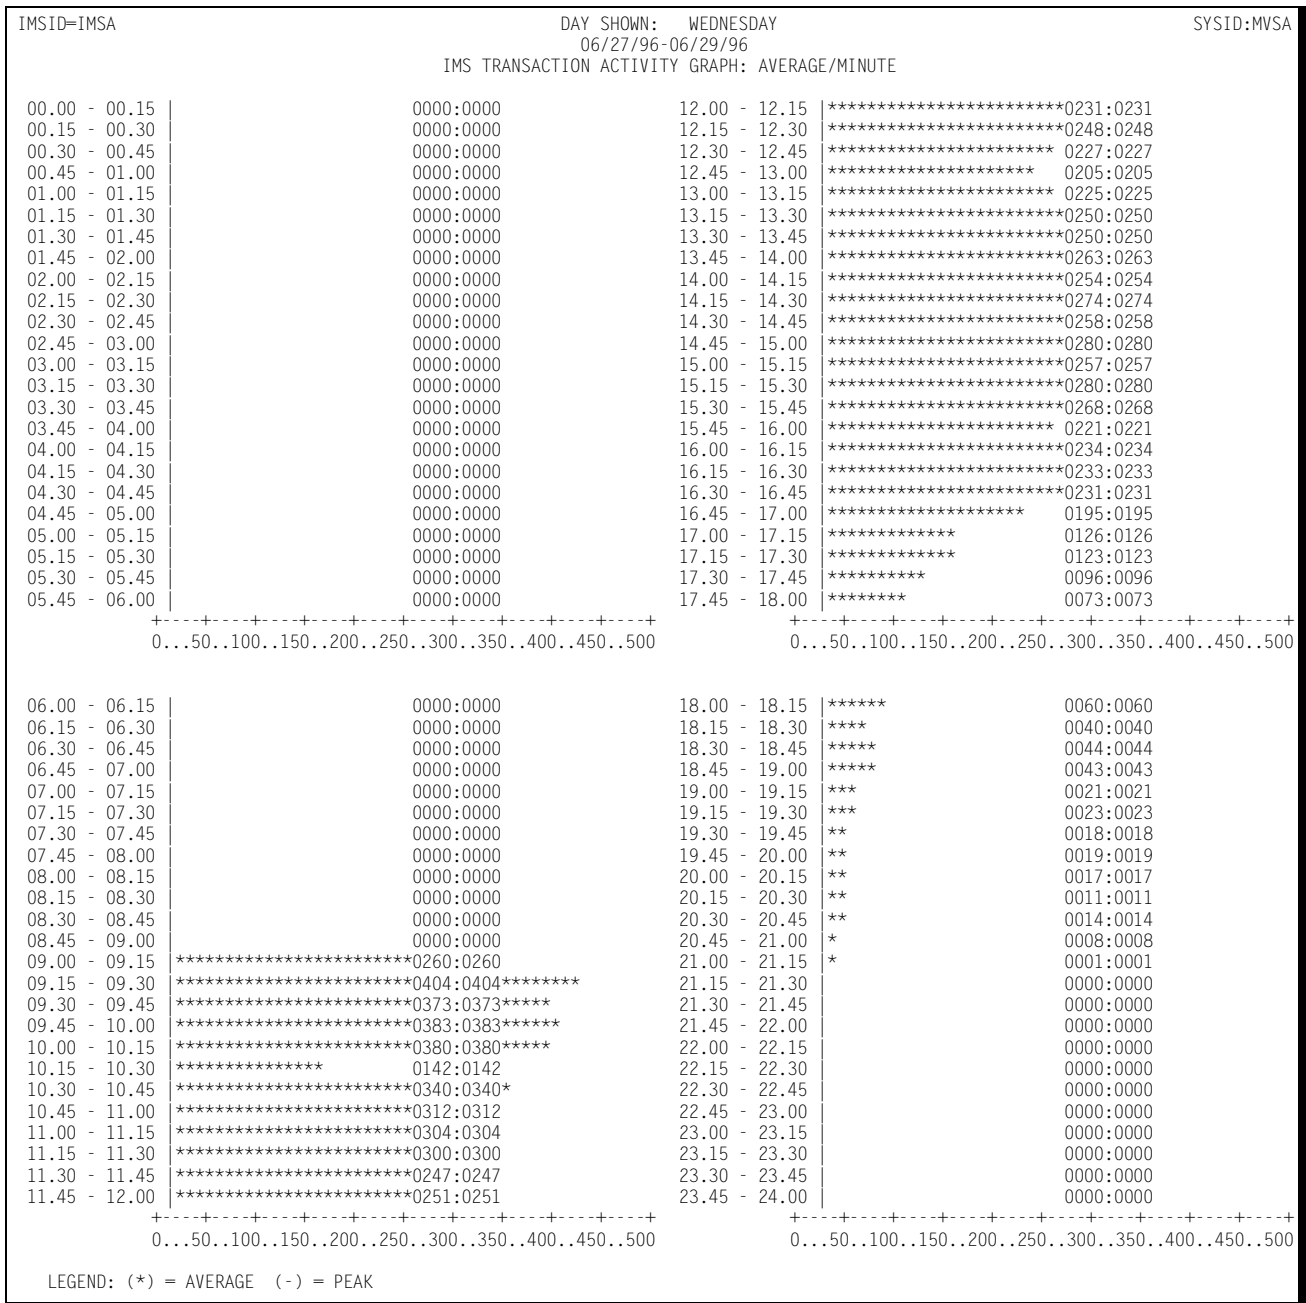 IMSID=IMSA DAY SHOWN: WEDNESDAY SYSID:MVSA
06/27/96-06/29/96
IMS TRANSACTION ACTIVITY GRAPH: AVERAGE/MINUTE
00.00 - 00.15 | 0000:0000 12.00 - 12.15 |************************0231:0231
00.15 - 00.30 | 0000:0000 12.15 - 12.30 |************************0248:0248
00.30 - 00.45 | 0000:0000 12.30 - 12.45 |*********************** 0227:0227
00.45 - 01.00 | 0000:0000 12.45 - 13.00 |********************* 0205:0205
01.00 - 01.15 | 0000:0000 13.00 - 13.15 |*********************** 0225:0225
01.15 - 01.30 | 0000:0000 13.15 - 13.30 |************************0250:0250
01.30 - 01.45 | 0000:0000 13.30 - 13.45 |************************0250:0250
01.45 - 02.00 | 0000:0000 13.45 - 14.00 |************************0263:0263
02.00 - 02.15 | 0000:0000 14.00 - 14.15 |************************0254:0254
02.15 - 02.30 | 0000:0000 14.15 - 14.30 |************************0274:0274
02.30 - 02.45 | 0000:0000 14.30 - 14.45 |************************0258:0258
02.45 - 03.00 | 0000:0000 14.45 - 15.00 |************************0280:0280
03.00 - 03.15 | 0000:0000 15.00 - 15.15 |************************0257:0257
03.15 - 03.30 | 0000:0000 15.15 - 15.30 |************************0280:0280
03.30 - 03.45 | 0000:0000 15.30 - 15.45 |************************0268:0268
03.45 - 04.00 | 0000:0000 15.45 - 16.00 |*********************** 0221:0221
04.00 - 04.15 | 0000:0000 16.00 - 16.15 |************************0234:0234
04.15 - 04.30 | 0000:0000 16.15 - 16.30 |************************0233:0233
04.30 - 04.45 | 0000:0000 16.30 - 16.45 |************************0231:0231
04.45 - 05.00 | 0000:0000 16.45 - 17.00 |******************** 0195:0195
05.00 - 05.15 | 0000:0000 17.00 - 17.15 |************* 0126:0126
05.15 - 05.30 | 0000:0000 17.15 - 17.30 |************* 0123:0123
05.30 - 05.45 | 0000:0000 17.30 - 17.45 |********** 0096:0096
05.45 - 06.00 | 0000:0000 17.45 - 18.00 |******** 0073:0073
+----+----+----+----+----+----+----+----+----+----+ +----+----+----+----+----+----+----+----+----+----+
0...50..100..150..200..250..300..350..400..450..500 0...50..100..150..200..250..300..350..400..450..500
06.00 - 06.15 | 0000:0000 18.00 - 18.15 |****** 0060:0060
06.15 - 06.30 | 0000:0000 18.15 - 18.30 |**** 0040:0040
06.30 - 06.45 | 0000:0000 18.30 - 18.45 |***** 0044:0044
06.45 - 07.00 | 0000:0000 18.45 - 19.00 |***** 0043:0043
07.00 - 07.15 | 0000:0000 19.00 - 19.15 |*** 0021:0021
07.15 - 07.30 | 0000:0000 19.15 - 19.30 |*** 0023:0023
07.30 - 07.45 | 0000:0000 19.30 - 19.45 |** 0018:0018
07.45 - 08.00 | 0000:0000 19.45 - 20.00 |** 0019:0019
08.00 - 08.15 | 0000:0000 20.00 - 20.15 |** 0017:0017
08.15 - 08.30 | 0000:0000 20.15 - 20.30 |** 0011:0011
08.30 - 08.45 | 0000:0000 20.30 - 20.45 |** 0014:0014
08.45 - 09.00 | 0000:0000 20.45 - 21.00 |* 0008:0008
09.00 - 09.15 |************************0260:0260 21.00 - 21.15 |* 0001:0001
09.15 - 09.30 |************************0404:0404******** 21.15 - 21.30 | 0000:0000
09.30 - 09.45 |************************0373:0373***** 21.30 - 21.45 | 0000:0000
09.45 - 10.00 |************************0383:0383****** 21.45 - 22.00 | 0000:0000
10.00 - 10.15 |************************0380:0380***** 22.00 - 22.15 | 0000:0000
10.15 - 10.30 |*************** 0142:0142 22.15 - 22.30 | 0000:0000
10.30 - 10.45 |************************0340:0340* 22.30 - 22.45 | 0000:0000
10.45 - 11.00 |************************0312:0312 22.45 - 23.00 | 0000:0000
11.00 - 11.15 |************************0304:0304 23.00 - 23.15 | 0000:0000
11.15 - 11.30 |************************0300:0300 23.15 - 23.30 | 0000:0000
11.30 - 11.45 |************************0247:0247 23.30 - 23.45 | 0000:0000
11.45 - 12.00 |************************0251:0251 23.45 - 24.00 | 0000:0000
+----+----+----+----+----+----+----+----+----+----+ +----+----+----+----+----+----+----+----+----+----+
0...50..100..150..200..250..300..350..400..450..500 0...50..100..150..200..250..300..350..400..450..500
LEGEND: (*) = AVERAGE (-) = PEAK